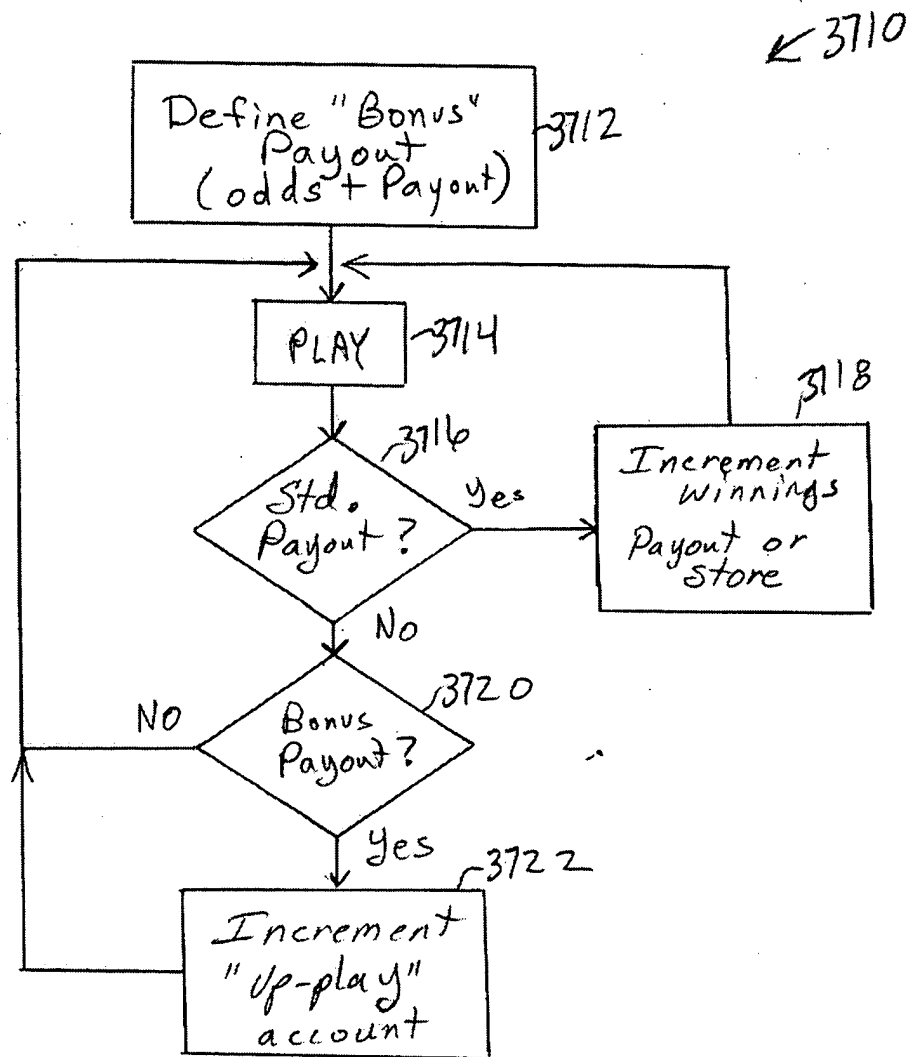 3710
Define "Bonus"
Payout
(odds + Payout)
3712
PLAY
3714
3716
Std.
Payout?
Yes
3718
Increment
winnings
Payout or
store
No
3720
Bonus
Payout?
NO
Yes
3722
Increment
"Up-play"
account